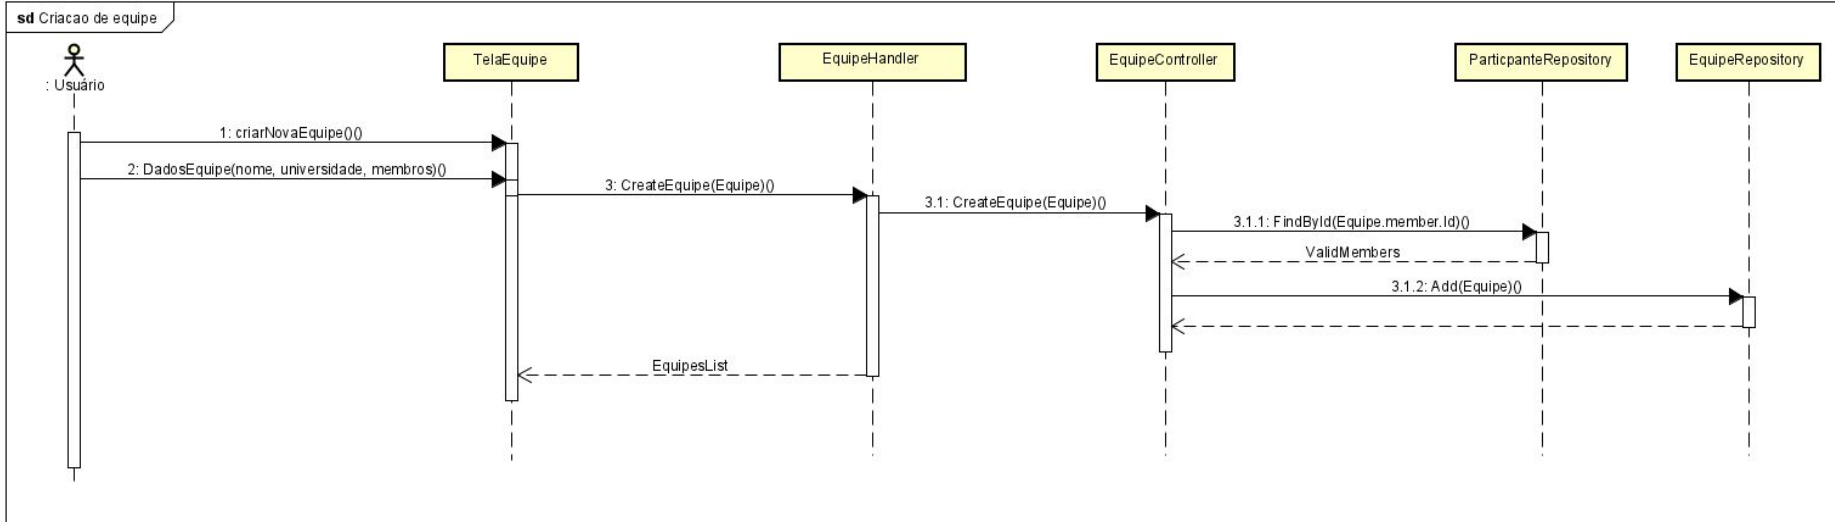 sd Criacao de equipe
: Usuário
TelaEquipe
EquipeHandler
EquipeController
ParticpanteRepository
EquipeRepository
1: criarNovaEquipe()()
2: DadosEquipe(nome, universidade, membros)()
3: CreateEquipe(Equipe)()
3.1: CreateEquipe(Equipe)()
3.1.1: FindById(Equipe.member.Id)()
ValidMembers
3.1.2: Add(Equipe)()
EquipesList